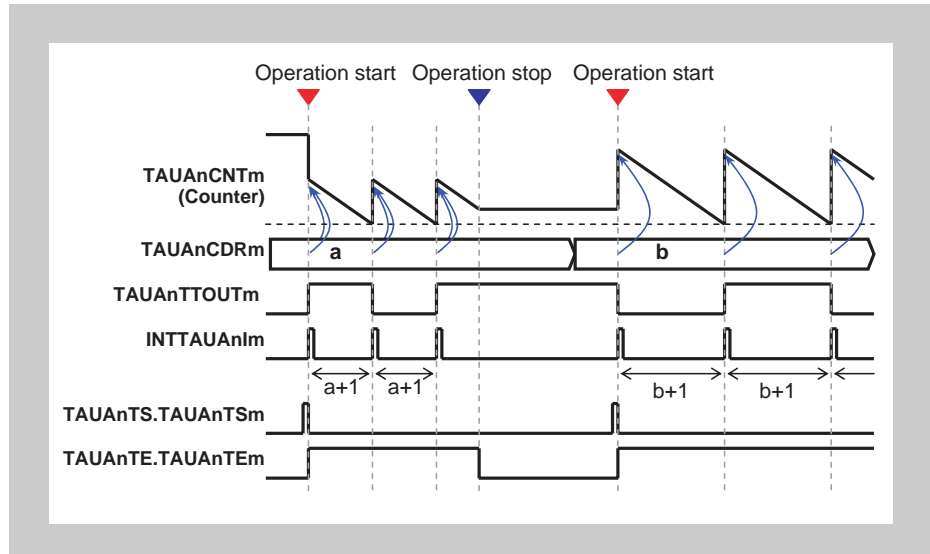 Operation start Operation stop Operation start
TAUAnCNTm
(Counter)
TAUAnCDRm
a
b
TAUAnTTOUTm
INTTAUAnIm
a+1
a+1
b+1
b+1
TAUAnTS.TAUAnTSm
TAUAnTE.TAUAnTEm